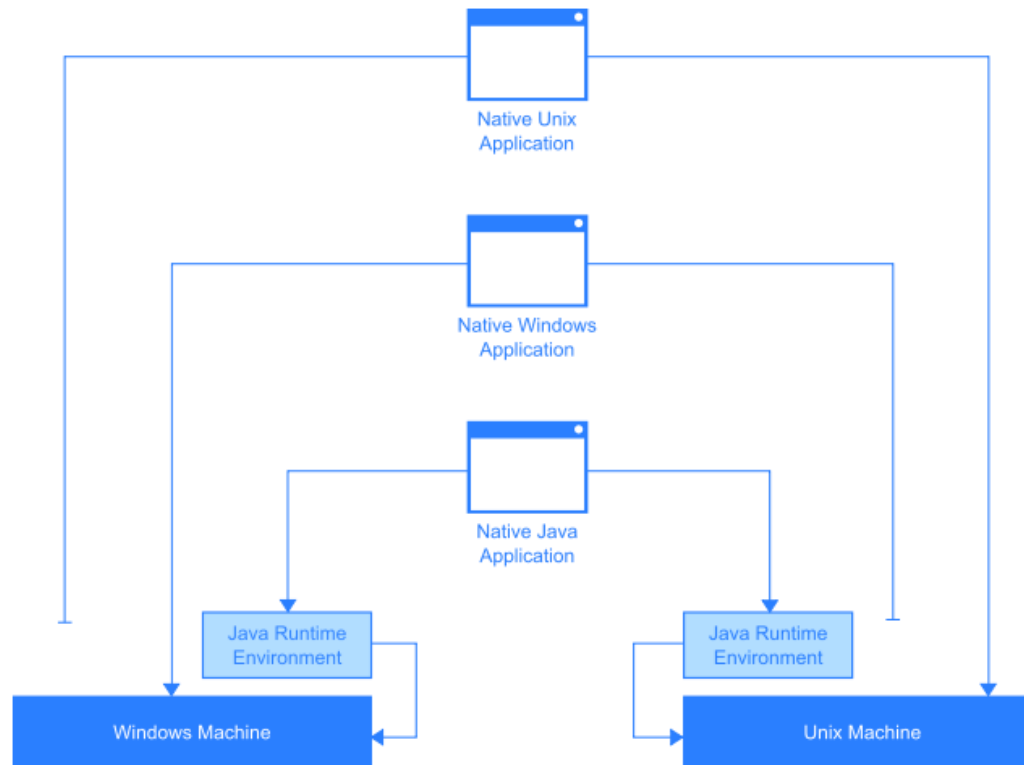 Native Unix
Application
Native Windows
Application
Native Java
Application
Java Runtime
Environment
Java Runtime
Environment
Windows Machine
Unix Machine